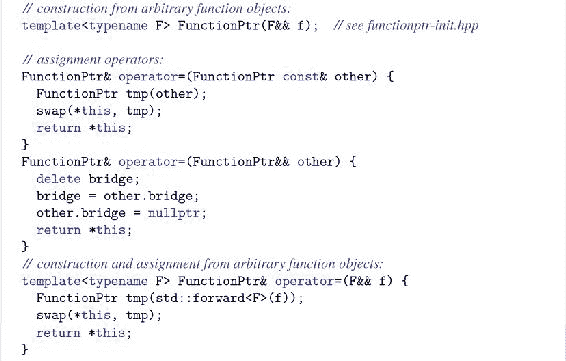 // construction from arbitrary function objects:
template<typename F> FunctionPtr(F&& f); // see functionptr-init.hpp
// assignment operators:
FunctionPtr& operator=(FunctionPtr const& other) {
FunctionPtr tmp(other);
swap(*this, tmp);
return *this;
}
FunctionPtr& operator=(FunctionPtr&& other) {
delete bridge;
bridge = other.bridge;
other.bridge = nullptr;
return *this;
}
// construction and assignment from arbitrary function objects:
template<typename F> FunctionPtr& operator=(F&& f) {
FunctionPtr tmp(std::forward<F>(f));
swap(*this, tmp);
return *this;
}